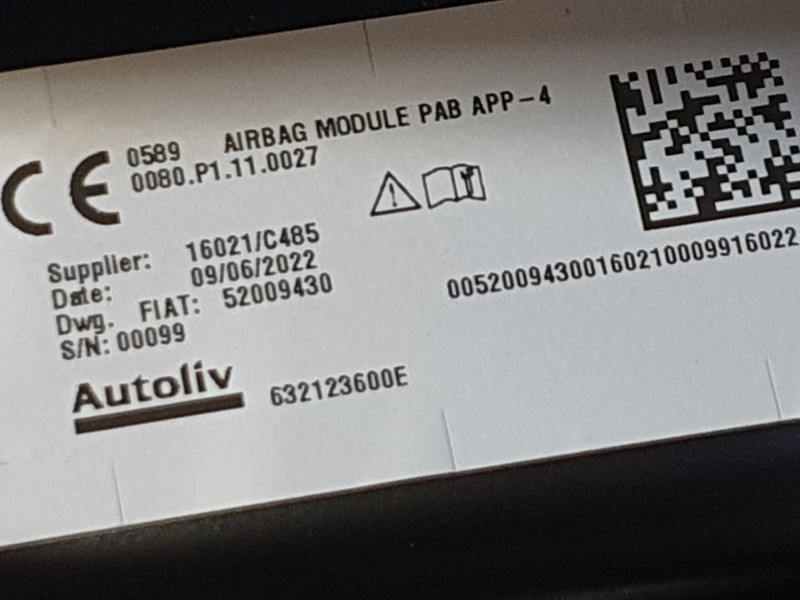 CE 0589 AIRBAG MODULE PAB APP-4
0080.P1.11.0027
Supplier: 16021/C485
Date: 09/06/2022
Dwg. FIAT: 52009430
S/N: 00099
00520094300160210009916022
Autoliv 632123600E